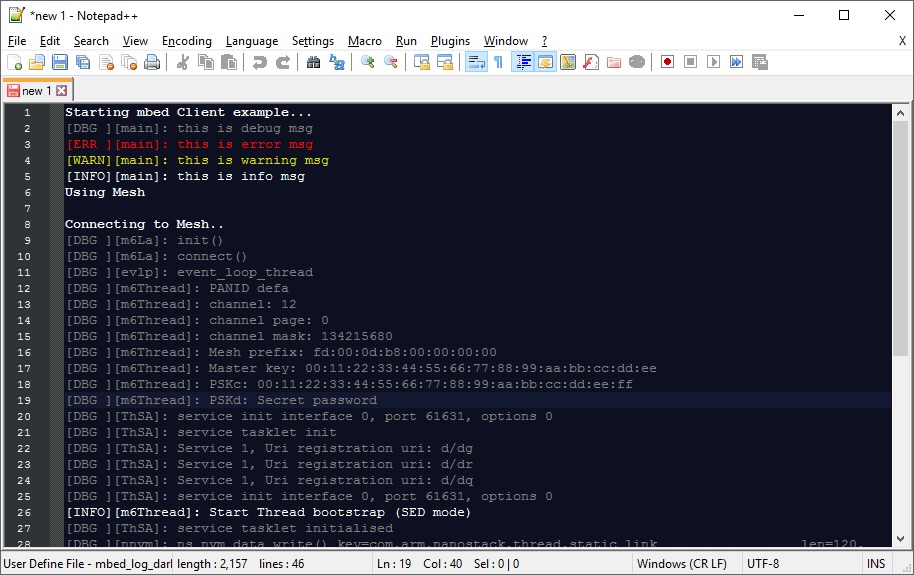 *new 1 - Notepad++
File Edit Search View Encoding Language Settings Macro Run Plugins Window ? X
new 1
1 Starting mbed Client example...
2 [DBG ][main]: this is debug msg
3 [ERR ][main]: this is error msg
4 [WARN][main]: this is warning msg
5 [INFO][main]: this is info msg
6 Using Mesh
7
8 Connecting to Mesh..
9 [DBG ][m6La]: init()
10 [DBG ][m6La]: connect()
11 [DBG ][evlp]: event_loop_thread
12 [DBG ][m6Thread]: PANID defa
13 [DBG ][m6Thread]: channel: 12
14 [DBG ][m6Thread]: channel page: 0
15 [DBG ][m6Thread]: channel mask: 134215680
16 [DBG ][m6Thread]: Mesh prefix: fd:00:0d:b8:00:00:00:00
17 [DBG ][m6Thread]: Master key: 00:11:22:33:44:55:66:77:88:99:aa:bb:cc:dd:ee
18 [DBG ][m6Thread]: PSKc: 00:11:22:33:44:55:66:77:88:99:aa:bb:cc:dd:ee:ff
19 [DBG ][m6Thread]: PSKd: Secret password
20 [DBG ][ThSA]: service init interface 0, port 61631, options 0
21 [DBG ][ThSA]: service tasklet init
22 [DBG ][ThSA]: Service 1, Uri registration uri: d/dg
23 [DBG ][ThSA]: Service 1, Uri registration uri: d/dr
24 [DBG ][ThSA]: Service 1, Uri registration uri: d/dq
25 [DBG ][ThSA]: service init interface 0, port 61631, options 0
26 [INFO][m6Thread]: Start Thread bootstrap (SED mode)
27 [DBG ][ThSA]: service tasklet initialised
28 [DBG ][nnvm]: ns_nvm_data_write() key=com.arm.nanostack.thread.static_link len=120,
User Define File - mbed_log_darl length : 2,157 lines : 46 Ln : 19 Col : 40 Sel : 0 | 0 Windows (CR LF) UTF-8 INS